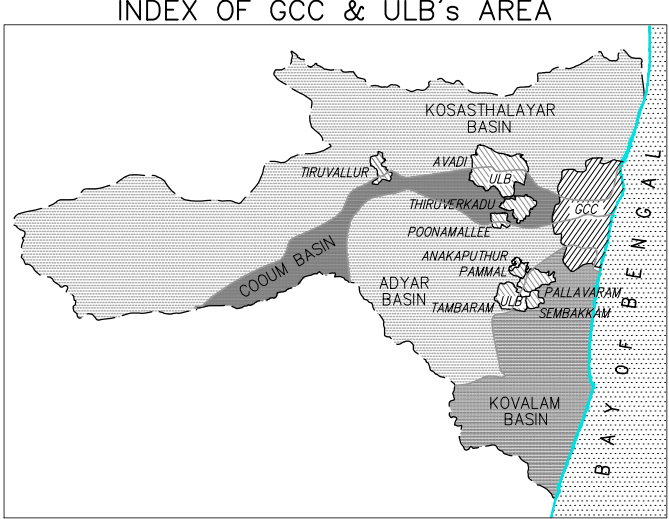 INDEX OF GCC & ULB's AREA
KOSASTHALAYAR
BASIN
AVADI
TIRUVALLUR
ULB
THIRUVERKADU
GCC
POONAMALLEE
COOUM BASIN
ANAKAPUTHUR
PAMMAL
ADYAR
BASIN
PALLAVARAM
TAMBARAM
ULB
SEMBAKKAM
KOVALAM
BASIN
BAY OF BENGAL